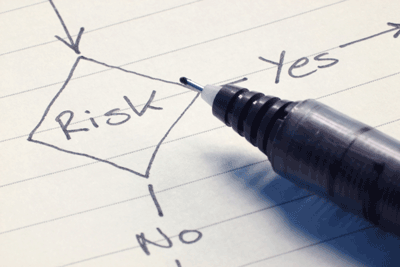 Yes
Risk
No